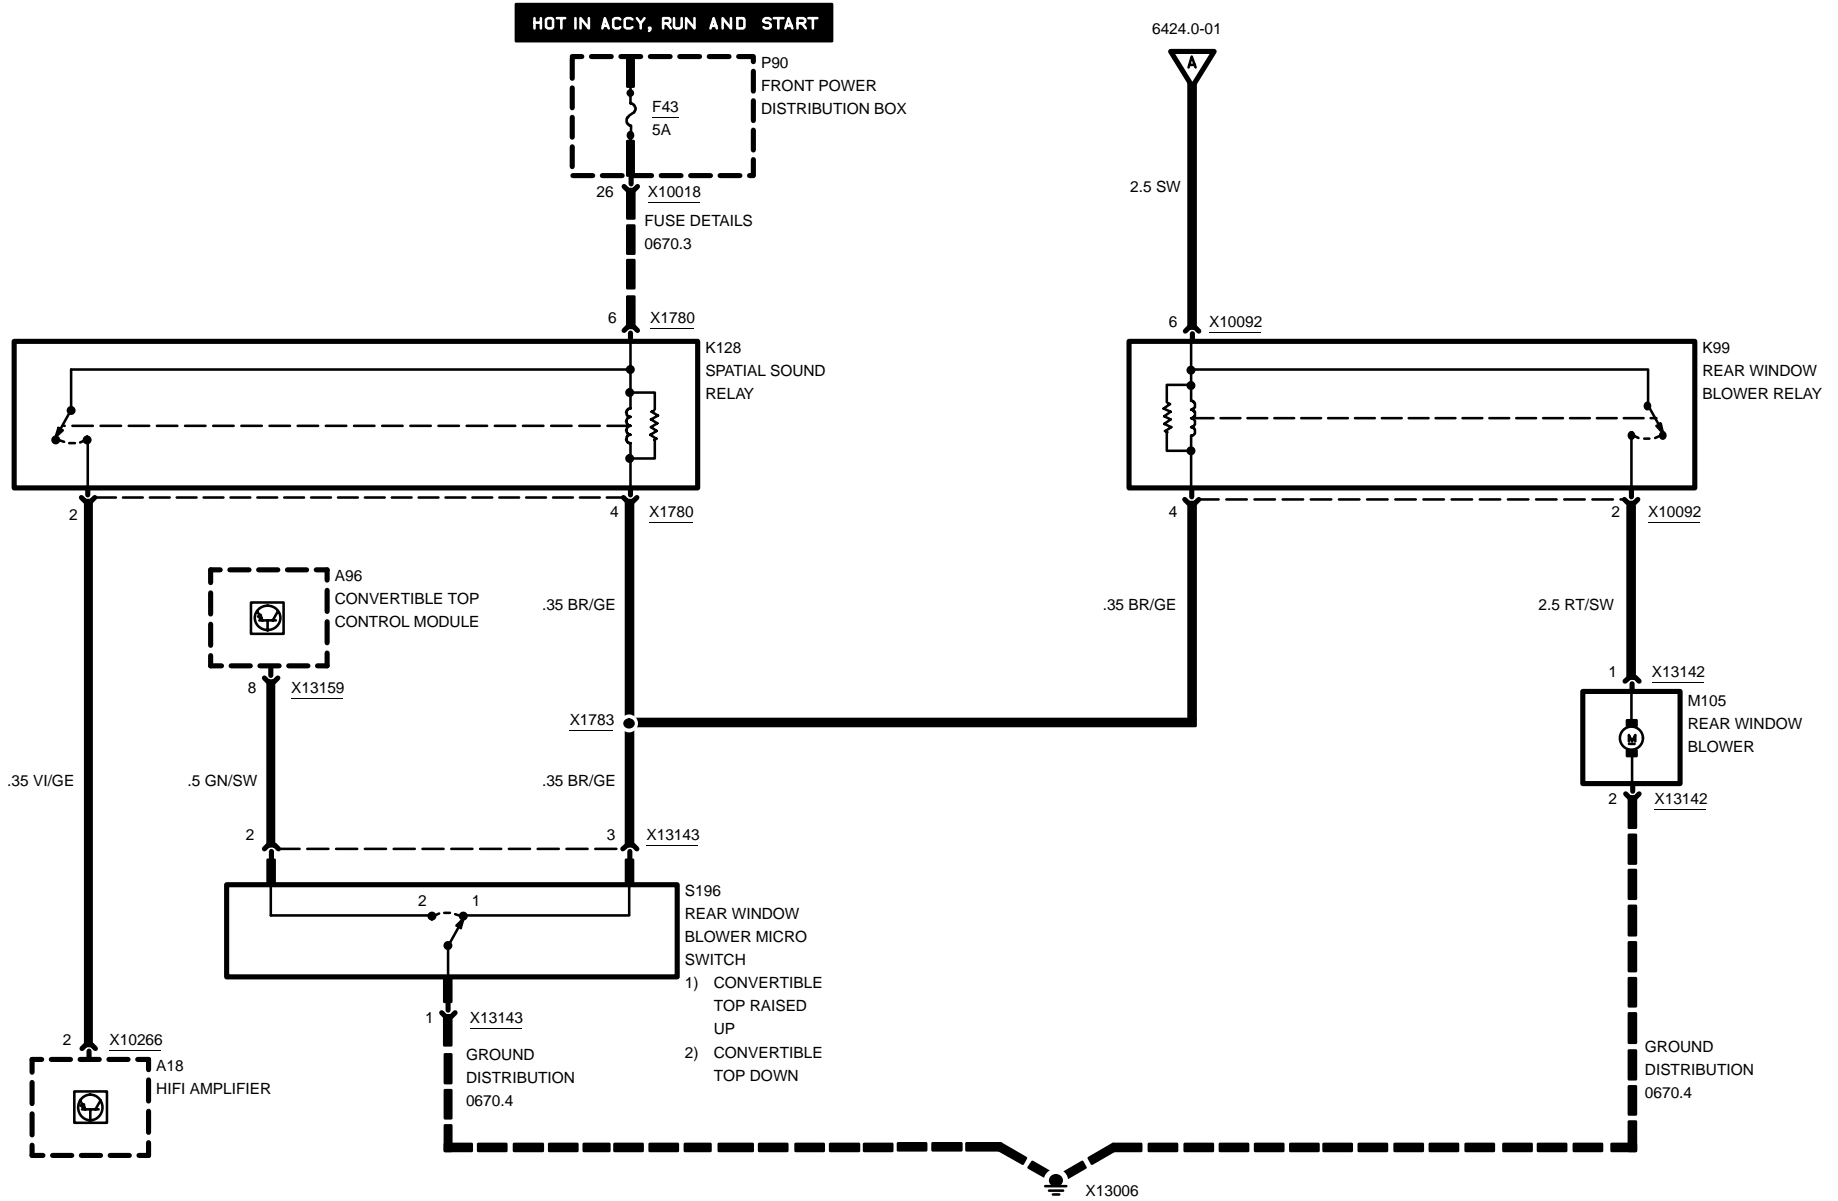 HOT IN ACCY, RUN AND START
6424.0-01
A
P90
FRONT POWER
DISTRIBUTION BOX
F43
5A
26 X10018
FUSE DETAILS
0670.3
2.5 SW
6 X1780
6 X10092
K128
SPATIAL SOUND
RELAY
K99
REAR WINDOW
BLOWER RELAY
2
4 X1780
4
2 X10092
A96
CONVERTIBLE TOP
CONTROL MODULE
.35 BR/GE
.35 BR/GE
2.5 RT/SW
8 X13159
1 X13142
M105
REAR WINDOW
BLOWER
M
X1783
.35 VI/GE
.5 GN/SW
.35 BR/GE
2 X13142
2
3 X13143
2 1
S196
REAR WINDOW
BLOWER MICRO
SWITCH
1) CONVERTIBLE
TOP RAISED
UP
2) CONVERTIBLE
TOP DOWN
1 X13143
GROUND
DISTRIBUTION
0670.4
2 X10266
A18
HIFI AMPLIFIER
GROUND
DISTRIBUTION
0670.4
X13006